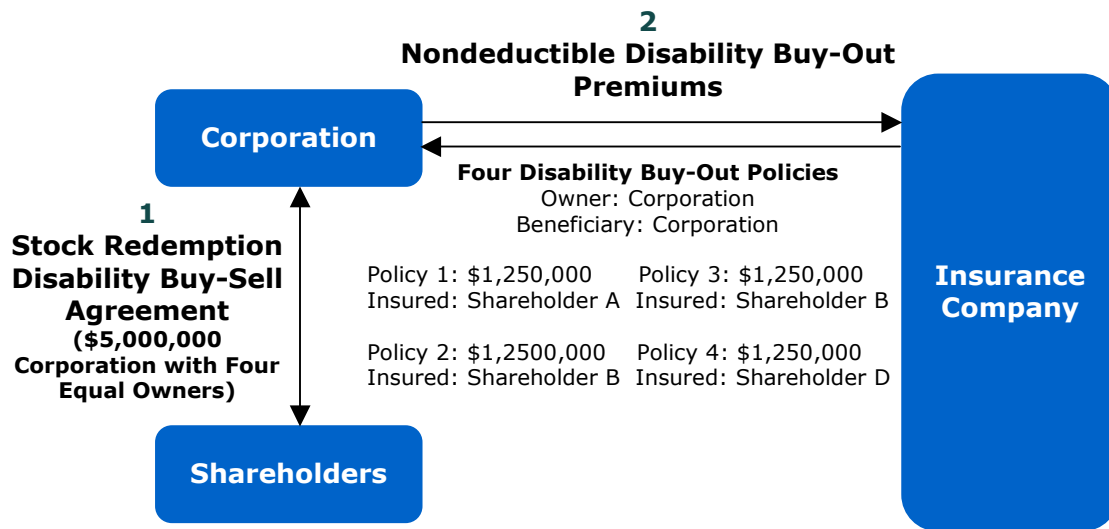 2
Nondeductible Disability Buy-Out
Premiums
Corporation
Four Disability Buy-Out Policies
Owner: Corporation
Beneficiary: Corporation
1
Stock Redemption
Disability Buy-Sell
Agreement
($5,000,000
Corporation with Four
Equal Owners)
Policy 1: $1,250,000 Policy 3: $1,250,000
Insured: Shareholder A Insured: Shareholder B
Policy 2: $1,2500,000 Policy 4: $1,250,000
Insured: Shareholder B Insured: Shareholder D
Insurance
Company
Shareholders